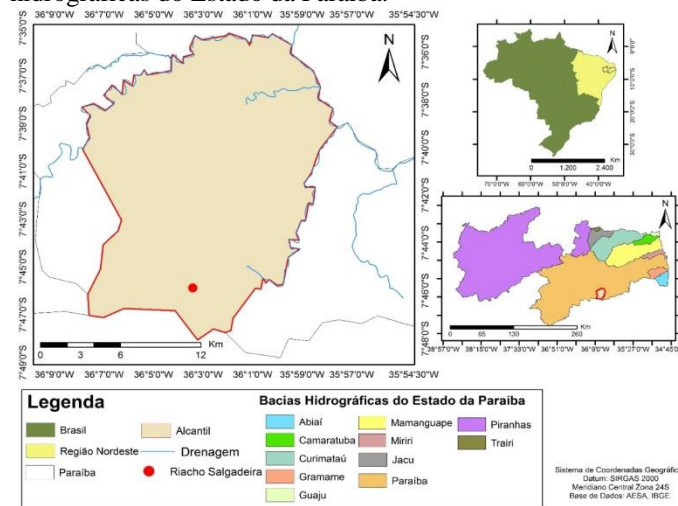 hidrográficas do Estado da Paraíba.
36°9'0"W 36°7'0"W 36°5'0"W 36°3'0"W 36°1'0"W 35°59'0"W 35°57'0"W 35°54'30"W
7°35'0"S
7°37'0"S
7°39'0"S
7°41'0"S
7°43'0"S
7°45'0"S
7°47'0"S
7°49'0"S
7°36'0"S
7°38'0"S
7°40'0"S
7°42'0"S
7°44'0"S
7°46'0"S
7°48'0"S
N
Km
0 3 6 12
36°9'0"W 36°7'0"W 36°5'0"W 36°3'0"W 36°1'0"W 35°59'0"W 35°57'0"W 35°54'30"W
N
0°0'0"S
10°0'0"S
20°0'0"S
30°0'0"S
Km
0 1.200 2.400
70°0'0"W 60°0'0"W 50°0'0"W 40°0'0"W
N
Km
0 65 130 260
38°57'0"W 38°15'0"W 37°33'0"W 36°51'0"W 36°9'0"W 35°27'0"W 34°45'0"W
Legenda
Brasil
Região Nordeste
Paraíba
Alcantil
Drenagem
Riacho Salgadeira
Bacias Hidrográficas do Estado da Paraíba
Abiaí
Camaratuba
Curimataú
Gramame
Guaju
Mamanguape
Miriri
Jacu
Paraíba
Piranhas
Trairi
Sistema de Coordenadas Geográfic
Datum: SIRGAS 2000
Meridiano Central Zona 24S
Base de Dados: AESA, IBGE.